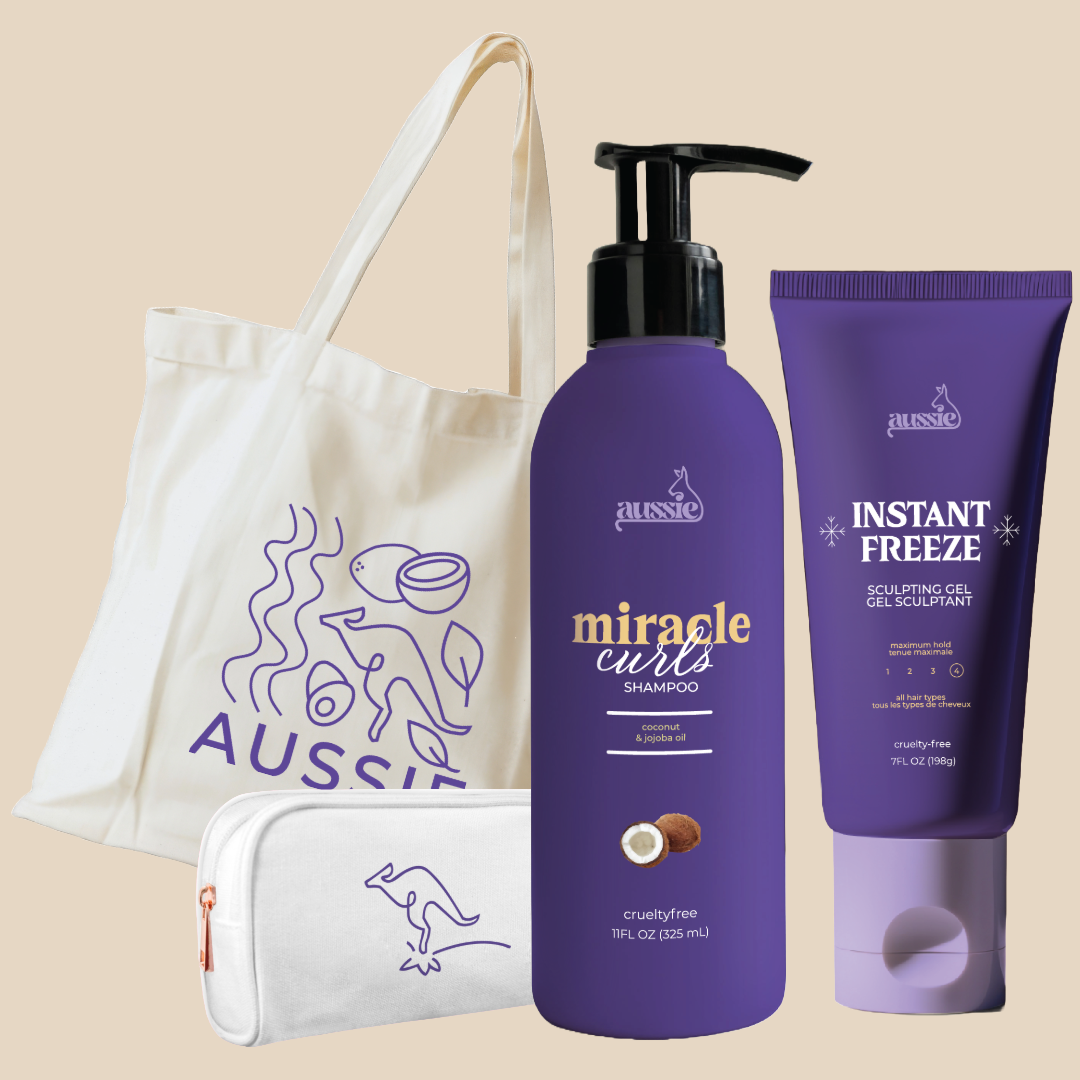 AUSSIE
aussie
miracle
curls
SHAMPOO
coconut
& jojoba oil
crueltyfree
11FL OZ (325 mL)
aussie
INSTANT
FREEZE
SCULPTING GEL
GEL SCULPTANT
maximum hold
tenue maximale
1 2 3 4
all hair types
tous les types de cheveux
cruelty-free
7FL OZ (198g)